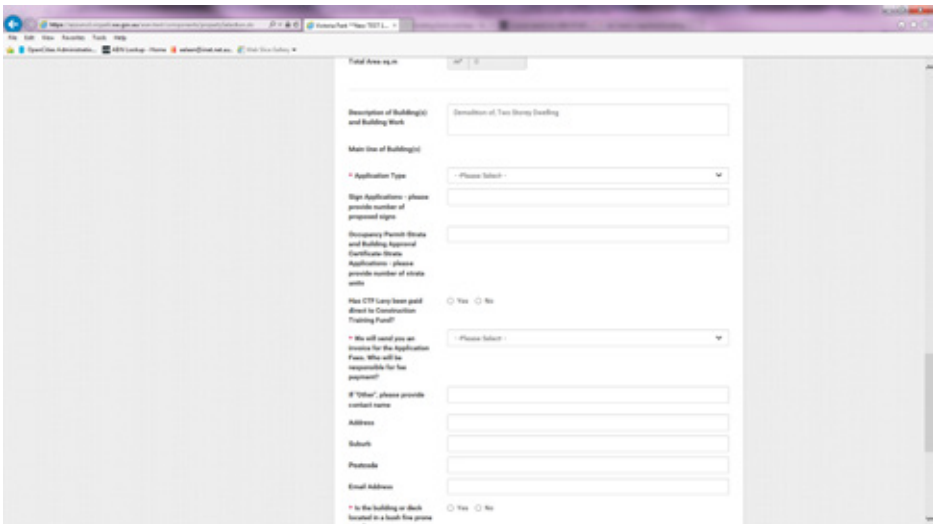 File Edit View Favorites Tools Help
Total Area sq.m
m² 0
Description of Building(s)
and Building Work
Demolition of, Two Storey Dwelling
Main Use of Building(s)
* Application Type
--Please Select--
Sign Applications - please
provide number of
proposed signs
Occupancy Permit-Strata
and Building Approval
Certificate-Strata
Applications - please
provide number of strata
units
Has CTF Levy been paid
direct to Construction
Training Fund?
Yes No
* We will send you an
invoice for the Application
Fees. Who will be
responsible for fee
payment?
--Please Select--
If "Other", please provide
contact name
Address
Suburb
Postcode
Email Address
* Is the building or deck
located in a bush fire prone
Yes No